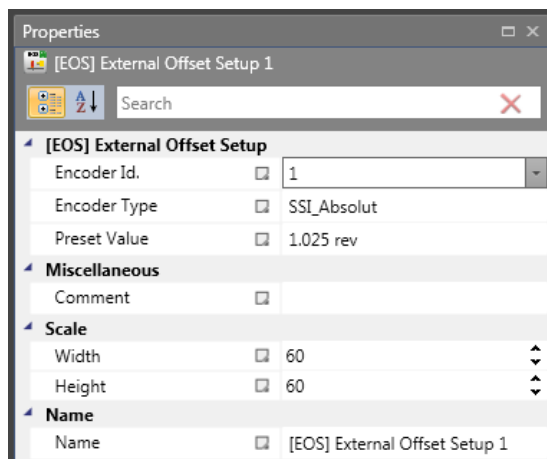 Properties
[EOS] External Offset Setup 1
Search
[EOS] External Offset Setup
Encoder Id. 1
Encoder Type SSI_Absolut
Preset Value 1.025 rev
Miscellaneous
Comment
Scale
Width 60
Height 60
Name
Name [EOS] External Offset Setup 1